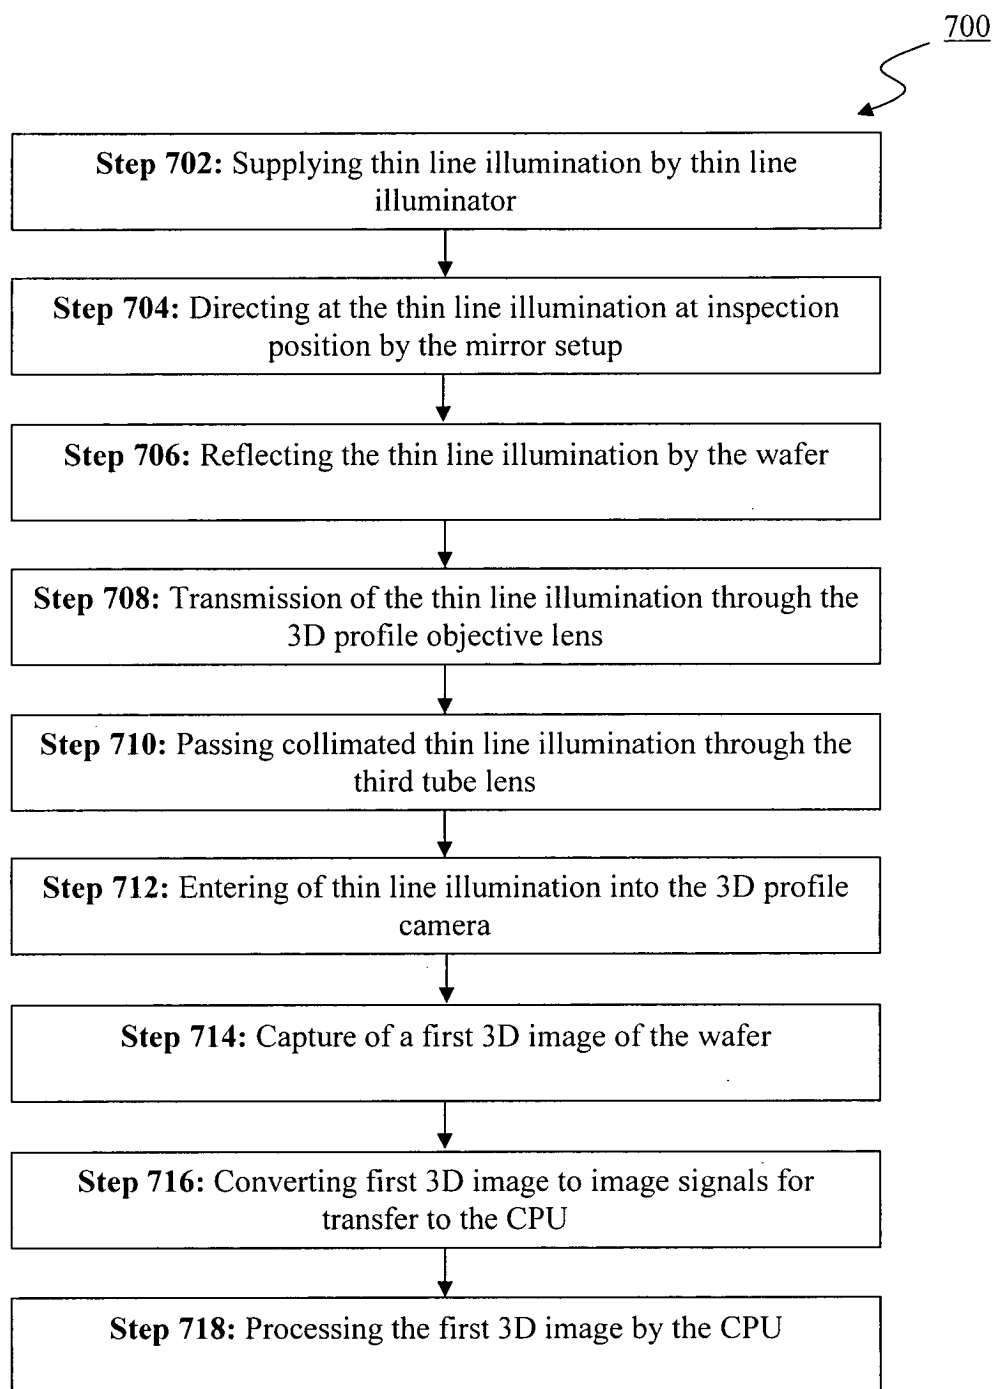 700
Step 702: Supplying thin line illumination by thin line
illuminator
Step 704: Directing at the thin line illumination at inspection
position by the mirror setup
Step 706: Reflecting the thin line illumination by the wafer
Step 708: Transmission of the thin line illumination through the
3D profile objective lens
Step 710: Passing collimated thin line illumination through the
third tube lens
Step 712: Entering of thin line illumination into the 3D profile
camera
Step 714: Capture of a first 3D image of the wafer
Step 716: Converting first 3D image to image signals for
transfer to the CPU
Step 718: Processing the first 3D image by the CPU